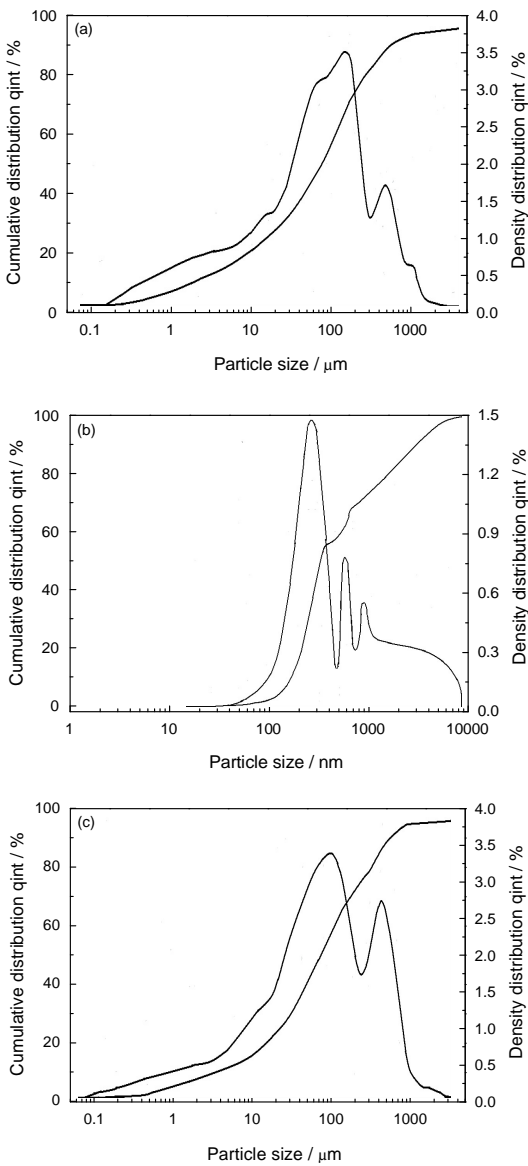 (a)
Cumulative distribution qint / %
100
80
60
40
20
0
4.0
3.5
3.0
2.5
2.0
1.5
1.0
0.5
0.0
Density distribution qint / %
0.1 1 10 100 1000
Particle size / μm
(b)
Cumulative distribution qint / %
100
80
60
40
20
0
1.5
1.2
0.9
0.6
0.3
0.0
Density distribution qint / %
1 10 100 1000 10000
Particle size / nm
(c)
Cumulative distribution qint / %
100
80
60
40
20
0
4.0
3.5
3.0
2.5
2.0
1.5
1.0
0.5
0.0
Density distribution qint / %
0.1 1 10 100 1000
Particle size / μm